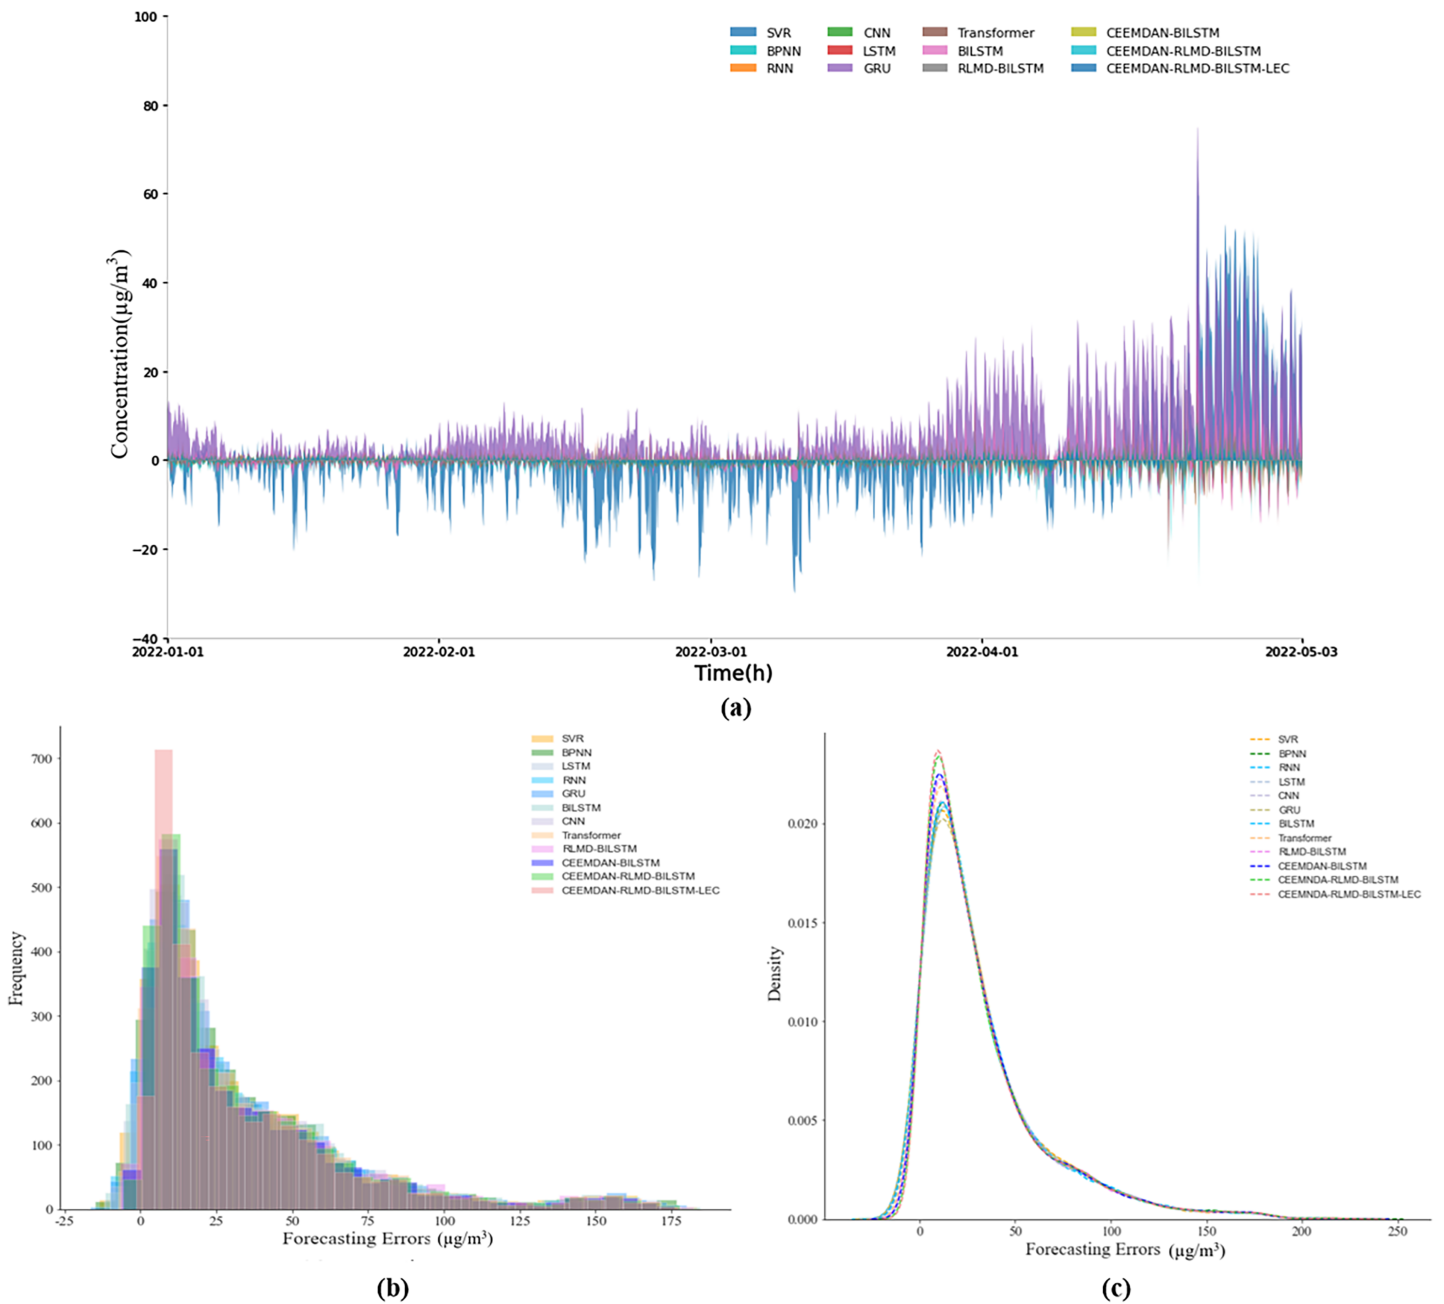 100
80
60
40
20
0
−20
−40
Concentration(μg/m³)
SVR CNN Transformer CEEMDAN-BILSTM
BPNN LSTM BILSTM CEEMDAN-RLMD-BILSTM
RNN GRU RLMD-BILSTM CEEMDAN-RLMD-BILSTM-LEC
2022-01-01 2022-02-01 2022-03-01 2022-04-01 2022-05-03
Time(h)
(a)
700
600
500
400
300
200
100
0
Frequency
SVR
BPNN
LSTM
RNN
GRU
BILSTM
CNN
Transformer
RLMD-BILSTM
CEEMDAN-BILSTM
CEEMDAN-RLMD-BILSTM
CEEMDAN-RLMD-BILSTM-LEC
-25 0 25 50 75 100 125 150 175
Forecasting Errors (μg/m³)
(b)
0.020
0.015
0.010
0.005
0.000
Density
SVR
BPNN
RNN
LSTM
CNN
GRU
BILSTM
Transformer
RLMD-BILSTM
CEEMDAN-BILSTM
CEEMNDA-RLMD-BILSTM
CEEMNDA-RLMD-BILSTM-LEC
0 50 100 150 200 250
Forecasting Errors (μg/m³)
(c)